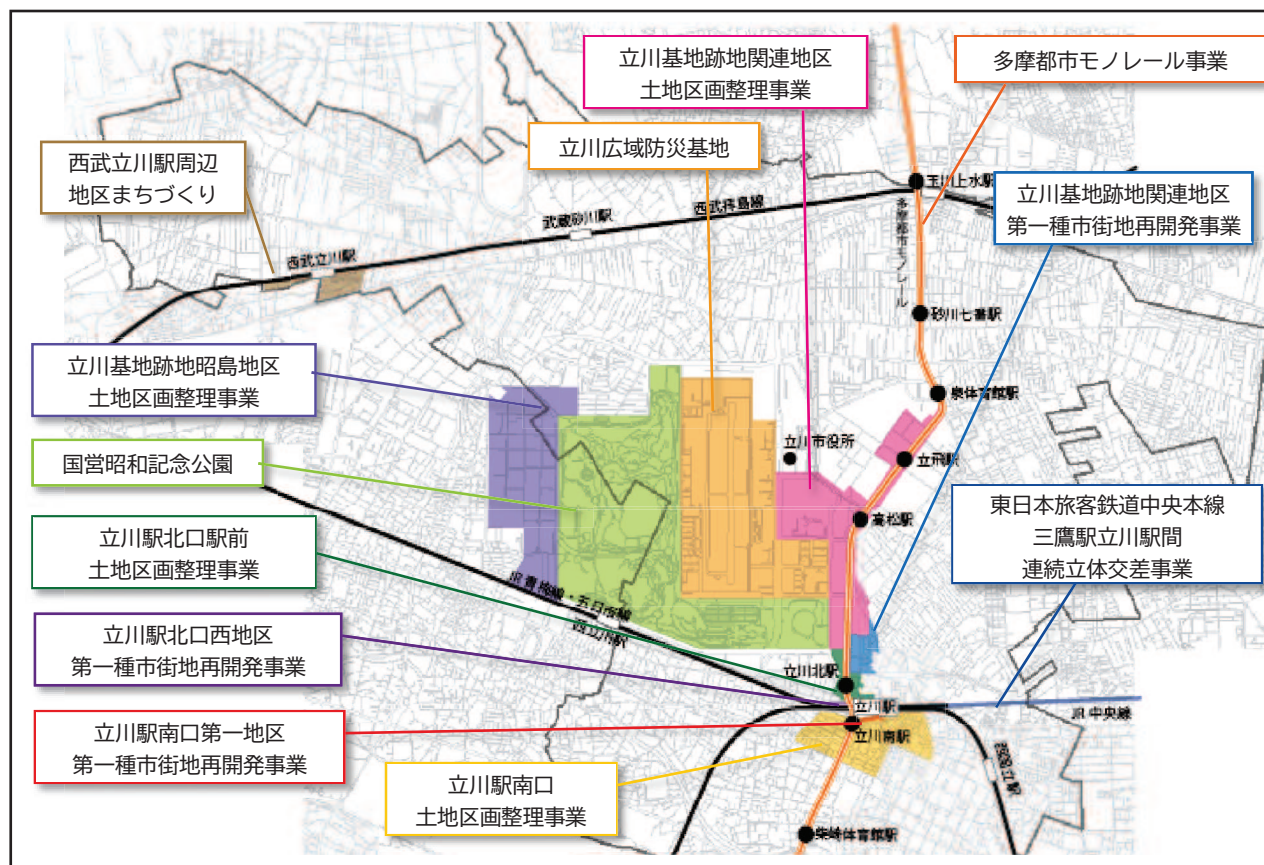 立川基地跡地関連地区
土地区画整理事業
多摩都市モノレール事業
立川広域防災基地
西武立川駅周辺
地区まちづくり
立川基地跡地関連地区
第一種市街地再開発事業
玉川上水駅
西武拝島線
武蔵砂川駅
西武立川駅
多摩都市モノレール
砂川七番駅
立川基地跡地昭島地区
土地区画整理事業
泉体育館駅
国営昭和記念公園
立川市役所
立飛駅
高松駅
東日本旅客鉄道中央本線
三鷹駅立川駅間
連続立体交差事業
立川駅北口駅前
土地区画整理事業
JR青梅線・五日市線
西立川駅
立川駅北口西地区
第一種市街地再開発事業
立川北駅
立川駅
JR中央線
立川南駅
立川駅南口第一地区
第一種市街地再開発事業
西国立駅
立川駅南口
土地区画整理事業
柴崎体育館駅